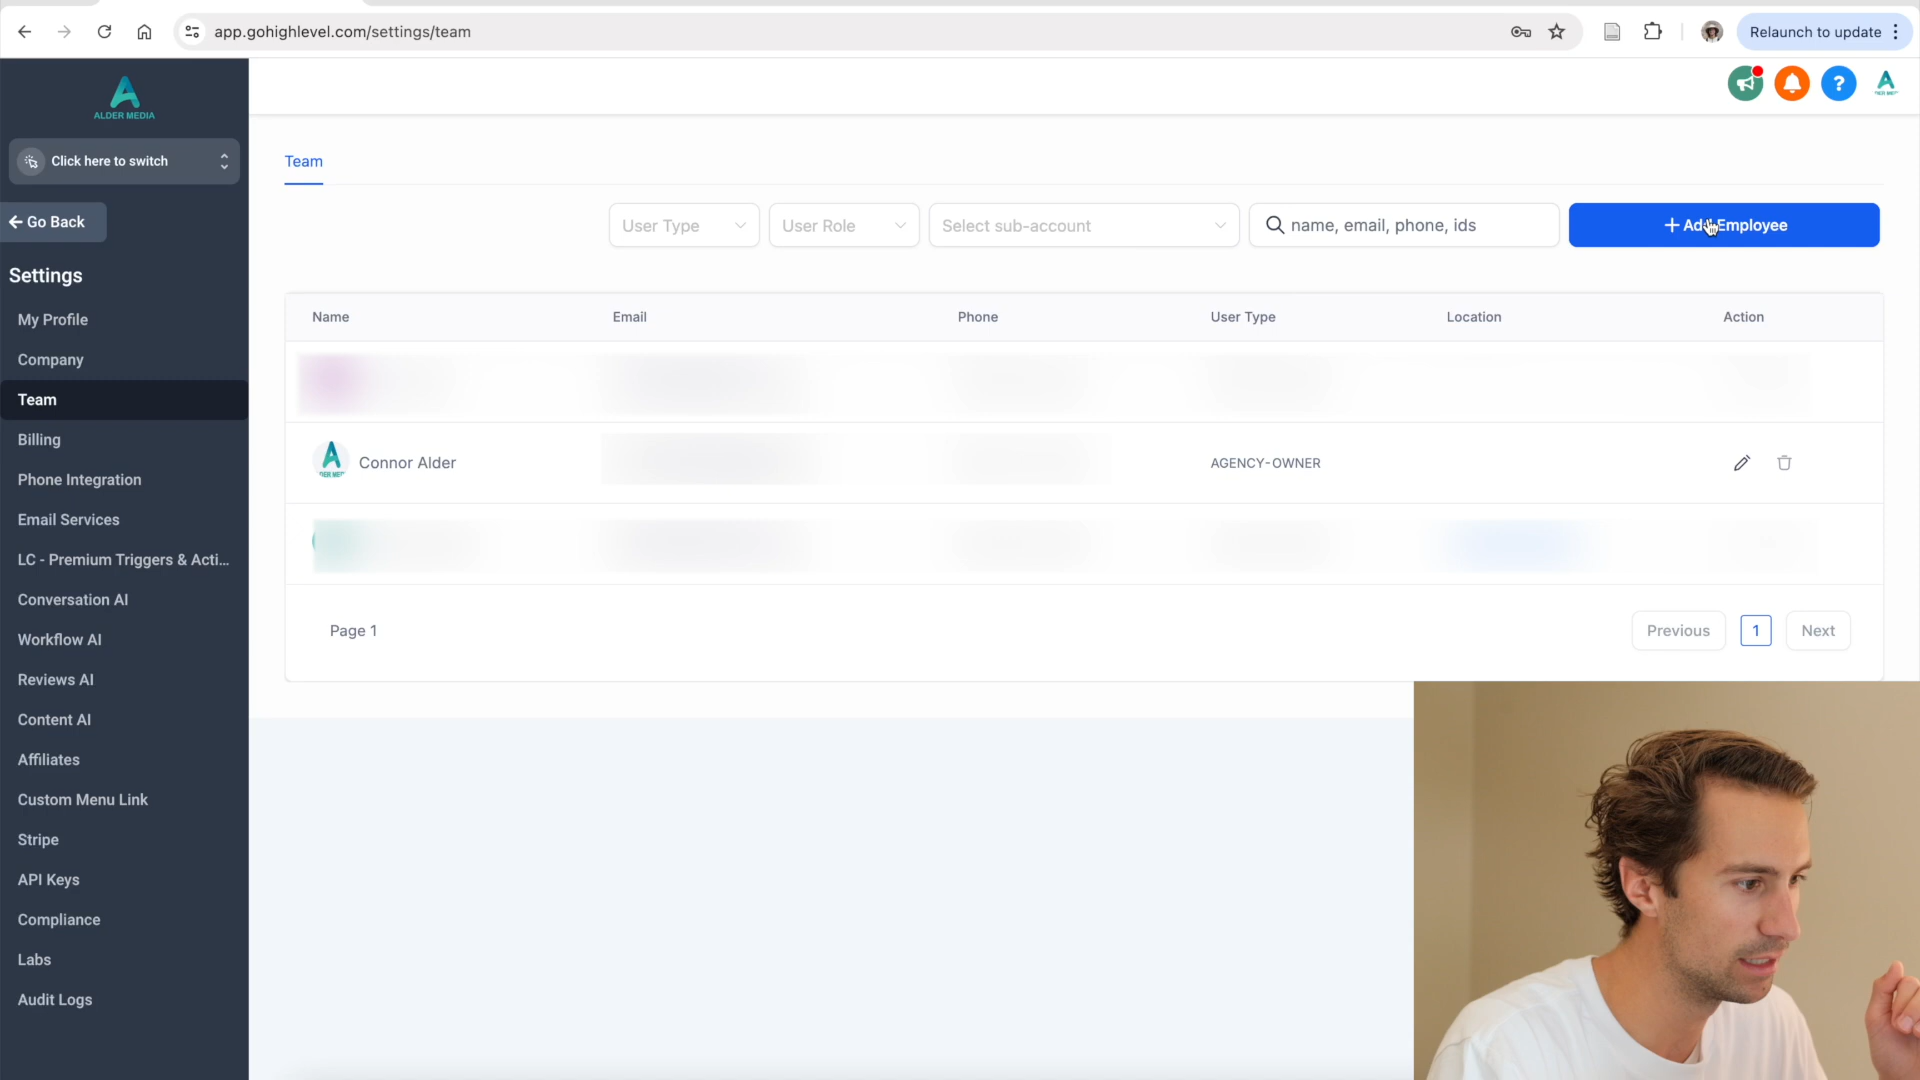 app.gohighlevel.com/settings/team
Relaunch to update
ALDER MEDIA
Click here to switch
Go Back
Settings
My Profile
Company
Team
Billing
Phone Integration
Email Services
LC - Premium Triggers & Acti...
Conversation AI
Workflow AI
Reviews AI
Content AI
Affiliates
Custom Menu Link
Stripe
API Keys
Compliance
Labs
Audit Logs
Team
User Type
User Role
Select sub-account
name, email, phone, ids
+ Add Employee
Name Email Phone User Type Location Action
Connor Alder AGENCY-OWNER
Page 1
Previous 1 Next